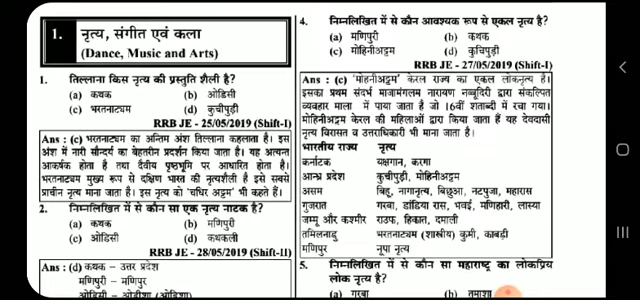 1.
नृत्य, संगीत एवं कला
(Dance, Music and Arts)
1. तिल्लाना किस नृत्य की प्रस्तुति शैली है?
(a) कथक (b) ओडिसी
(c) भरतनाट्यम (d) कुचीपुड़ी
RRB JE - 25/05/2019 (Shift-I)
Ans : (c) भरतनाट्यम का अन्तिम अंश तिल्लाना कहलाता है। इस
अंश में नारी सौन्दर्य का बेहतरीन प्रदर्शन किया जाता है। यह अत्यन्त
आकर्षक होता है तथा दैवीय पृष्ठभूमि पर आधारित होता है।
भरतनाट्यम मुख्य रूप से दक्षिण भारत की नृत्यशैली है इसे सबसे
प्राचीन नृत्य माना जाता है। इस नृत्य को 'चधिर अट्टम' भी कहते हैं।
2. निम्नलिखित में से कौन सा एक नृत्य नाटक है?
(a) कथक (b) मणिपुरी
(c) ओडिसी (d) कथकली
RRB JE - 28/05/2019 (Shift-II)
Ans : (d) कथक – उत्तर प्रदेश
मणिपुरी – मणिपुर
ओडिसी – ओडीशा (ओडिशा)
4. निम्नलिखित में से कौन आवश्यक रूप से एकल नृत्य है?
(a) मणिपुरी (b) कथक
(c) मोहिनीअट्टम (d) कुचिपुड़ी
RRB JE - 27/05/2019 (Shift-I)
Ans : (c) 'मोहनीअट्टम' केरल राज्य का एकल लोकनृत्य है।
इसका प्रथम संदर्भ माजामंगलम नारायण नब्बूदिरी द्वारा संकल्पित
व्यवहार माला में पाया जाता है जो 16वीं शताब्दी में रचा गया।
मोहिनीअट्टम केरल की महिलाओं द्वारा किया जाता हैं यह देवदासी
नृत्य विरासत व उत्तराधिकारी भी माना जाता है।
भारतीय राज्य नृत्य
कर्नाटक यक्षगान, करगा
आन्ध्र प्रदेश कुचीपुड़ी, मोहिनीअट्टम
असम बिहु, नागानृत्य, बिछुआ, नटपुजा, महारास
गुजरात गरबा, डांडिया रास, भवई, मणिहारी, लास्या
जम्मू और कश्मीर राउफ, हिकात, दमाली
तमिलनाडु भरतनाट्यम (शास्त्रीय) कुमी, काबड़ी
मणिपुर नूपा नृत्य
5. निम्नलिखित में से कौन सा महाराष्ट्र का लोकप्रिय
लोक नृत्य है?
(a) गरबा (b) तमाशा